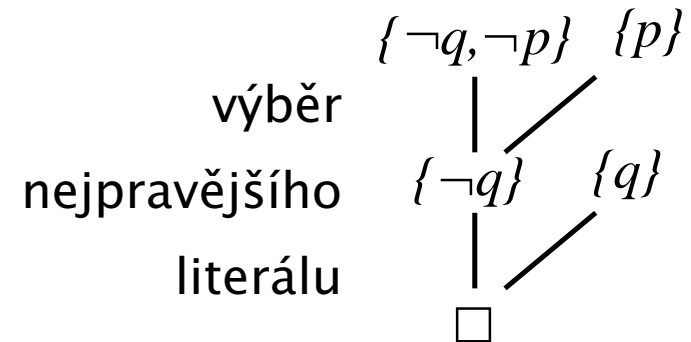 {¬q,¬p} {p}
výběr
nejpravějšího {¬q} {q}
literálu
□